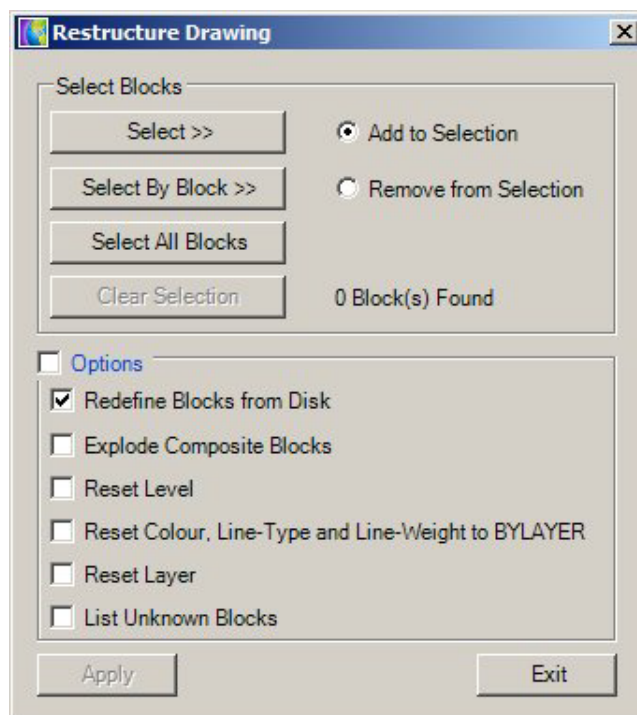 Restructure Drawing
Select Blocks
Select >>
Add to Selection
Select By Block >>
Remove from Selection
Select All Blocks
Clear Selection
0 Block(s) Found
Options
Redefine Blocks from Disk
Explode Composite Blocks
Reset Level
Reset Colour, Line-Type and Line-Weight to BYLAYER
Reset Layer
List Unknown Blocks
Apply
Exit